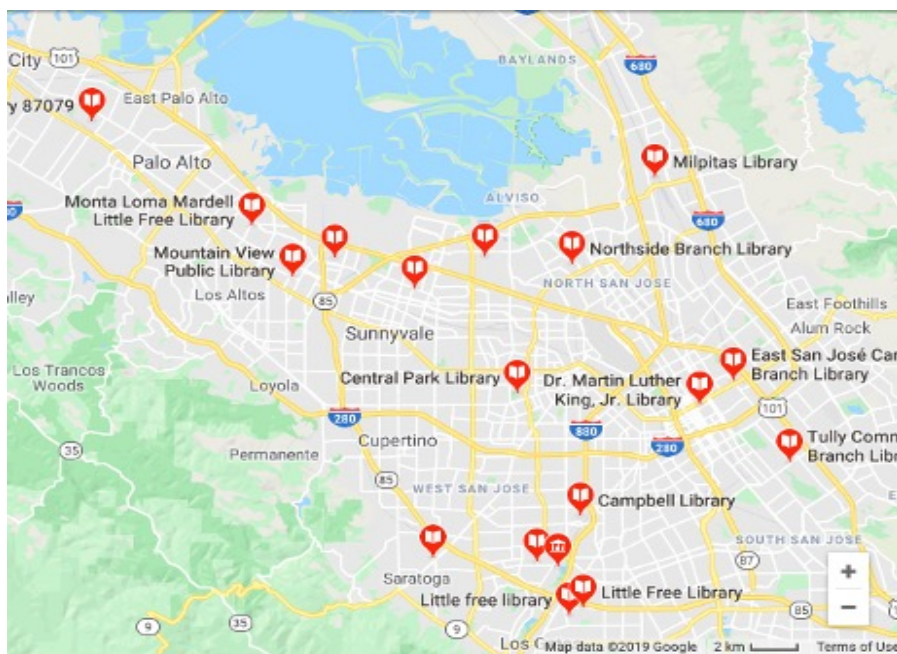 City
101
680
BAYLANDS
East Palo Alto
y 87079
Palo Alto
Milpitas Library
ALVISO
Monta Loma Mardell
Little Free Library
680
Mountain View
Public Library
Northside Branch Library
NORTH SAN JOSE
Los Altos
alley
85
East Foothills
Alum Rock
Sunnyvale
East San José Car
Branch Library
Los Trancos
Woods
Loyola
Central Park Library
Dr. Martin Luther
King, Jr. Library
101
280
880
280
Cupertino
Tully Comm
Branch Libr
35
Permanente
85
WEST SAN JOSE
Campbell Library
SOUTH SAN JOSE
87
Saratoga
Little free library
Little Free Library
+
−
85
9
35
9
Los G
Map data ©2019 Google
2 km
Terms of Use